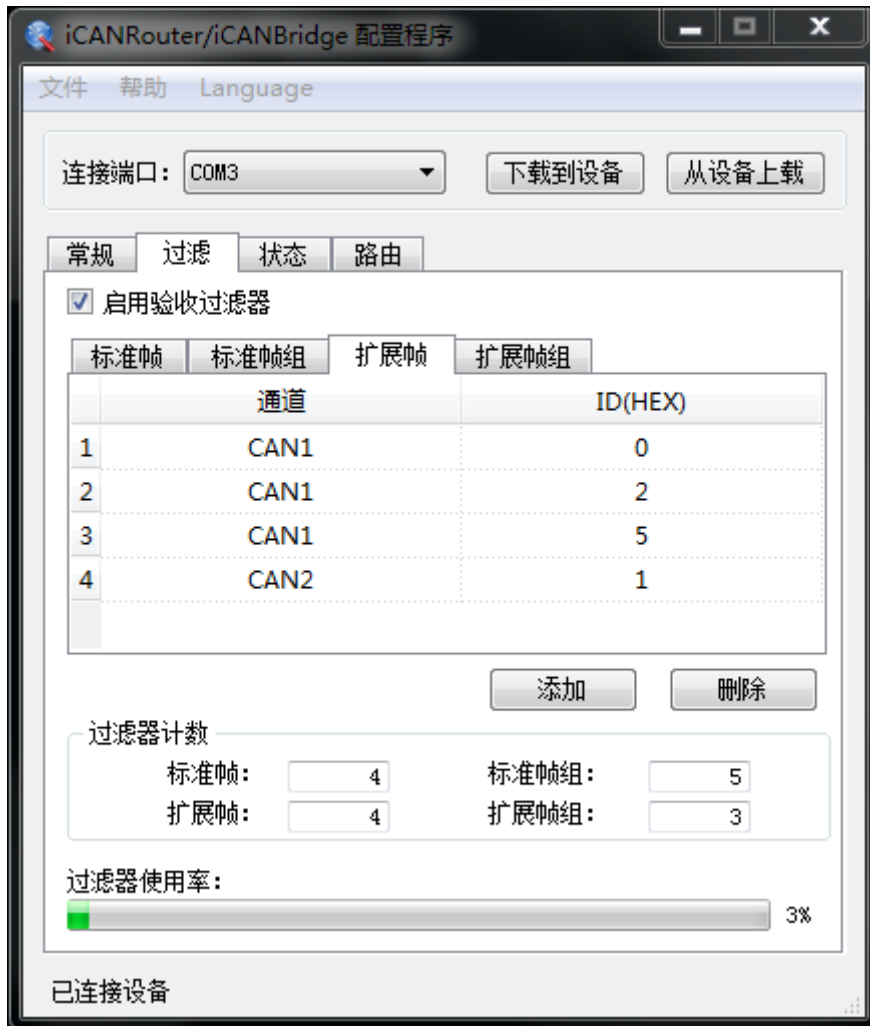 iCANRouter/iCANBridge 配置程序
文件 帮助 Language
连接端口: COM3 下载到设备 从设备上载
常规 过滤 状态 路由
启用验收过滤器
标准帧 标准帧组 扩展帧 扩展帧组
通道 ID(HEX)
1 CAN1 0
2 CAN1 2
3 CAN1 5
4 CAN2 1
添加 删除
过滤器计数
标准帧: 4 标准帧组: 5
扩展帧: 4 扩展帧组: 3
过滤器使用率:
3%
已连接设备